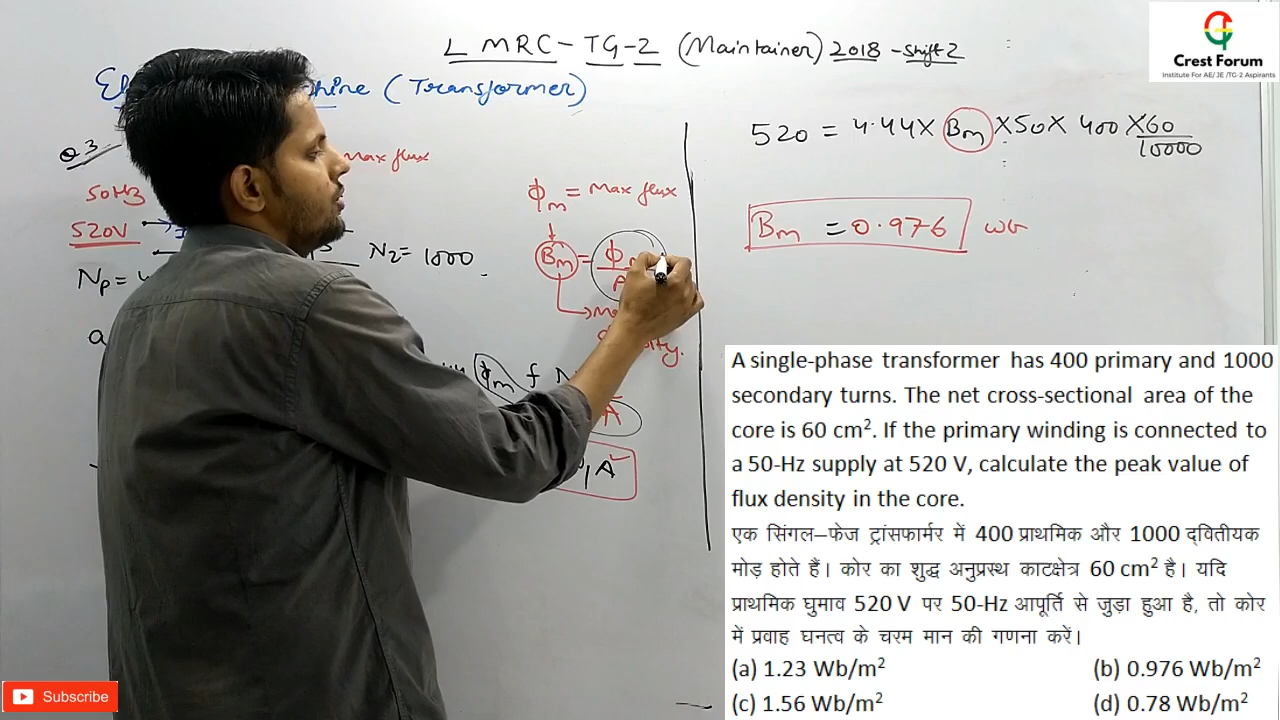 L MRC - TG-2 (Maintainer) 2018 - Shift 2
Crest Forum
Institute For AE/ JE /TG-2 Aspirants
(Transformer)
Q.3
Max flux
50Hz
520V
N2 = 1000
Np =
ϕm = Max flux
Bm = ϕm
520 = 4.44 X Bm X 50 X 400 X 60
10000
Bm = 0.976 wb
ϕm f N
A
A
A single-phase transformer has 400 primary and 1000
secondary turns. The net cross-sectional area of the
core is 60 cm². If the primary winding is connected to
a 50-Hz supply at 520 V, calculate the peak value of
flux density in the core.
एक सिंगल–फेज ट्रांसफार्मर में 400 प्राथमिक और 1000 द्वितीयक
मोड़ होते हैं। कोर का शुद्ध अनुप्रस्थ काटक्षेत्र 60 cm² है। यदि
प्राथमिक घुमाव 520 V पर 50-Hz आपूर्ति से जुड़ा हुआ है, तो कोर
में प्रवाह घनत्व के चरम मान की गणना करें।
(a) 1.23 Wb/m² (b) 0.976 Wb/m²
(c) 1.56 Wb/m² (d) 0.78 Wb/m²
Subscribe